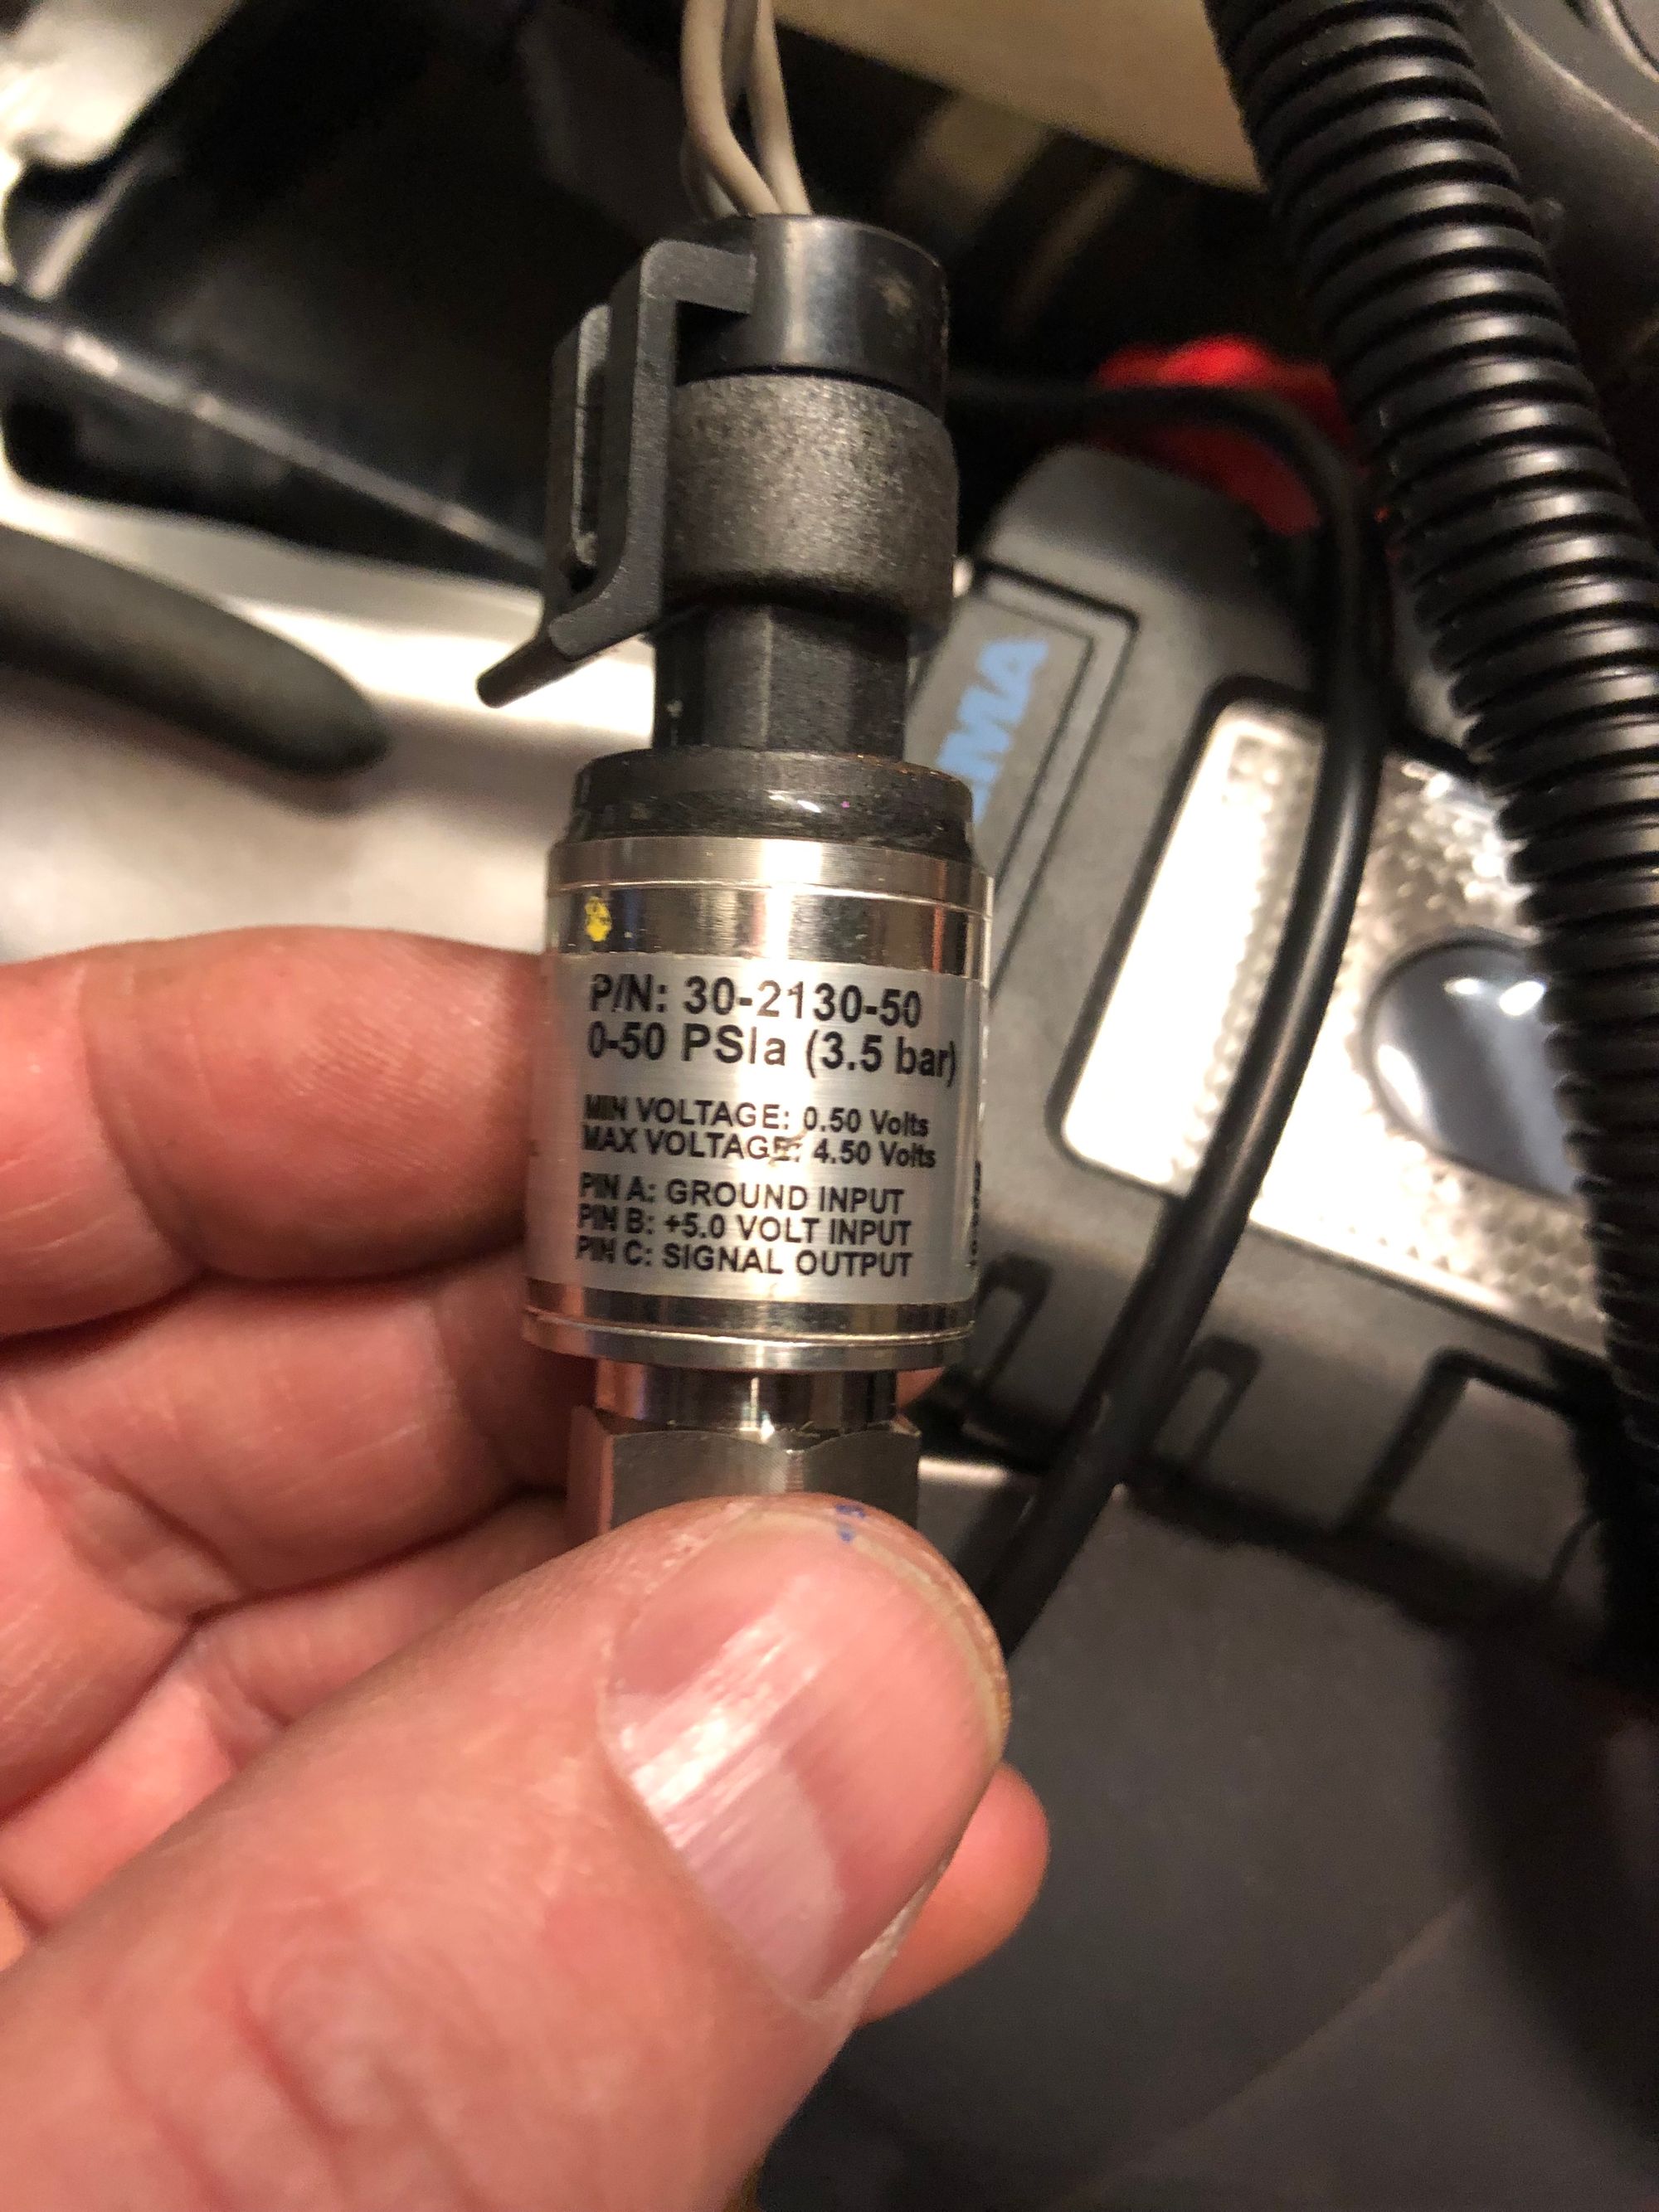 P/N: 30-2130-50
0-50 PSIa (3.5 bar)
MIN VOLTAGE: 0.50 Volts
MAX VOLTAGE: 4.50 Volts
PIN A: GROUND INPUT
PIN B: +5.0 VOLT INPUT
PIN C: SIGNAL OUTPUT